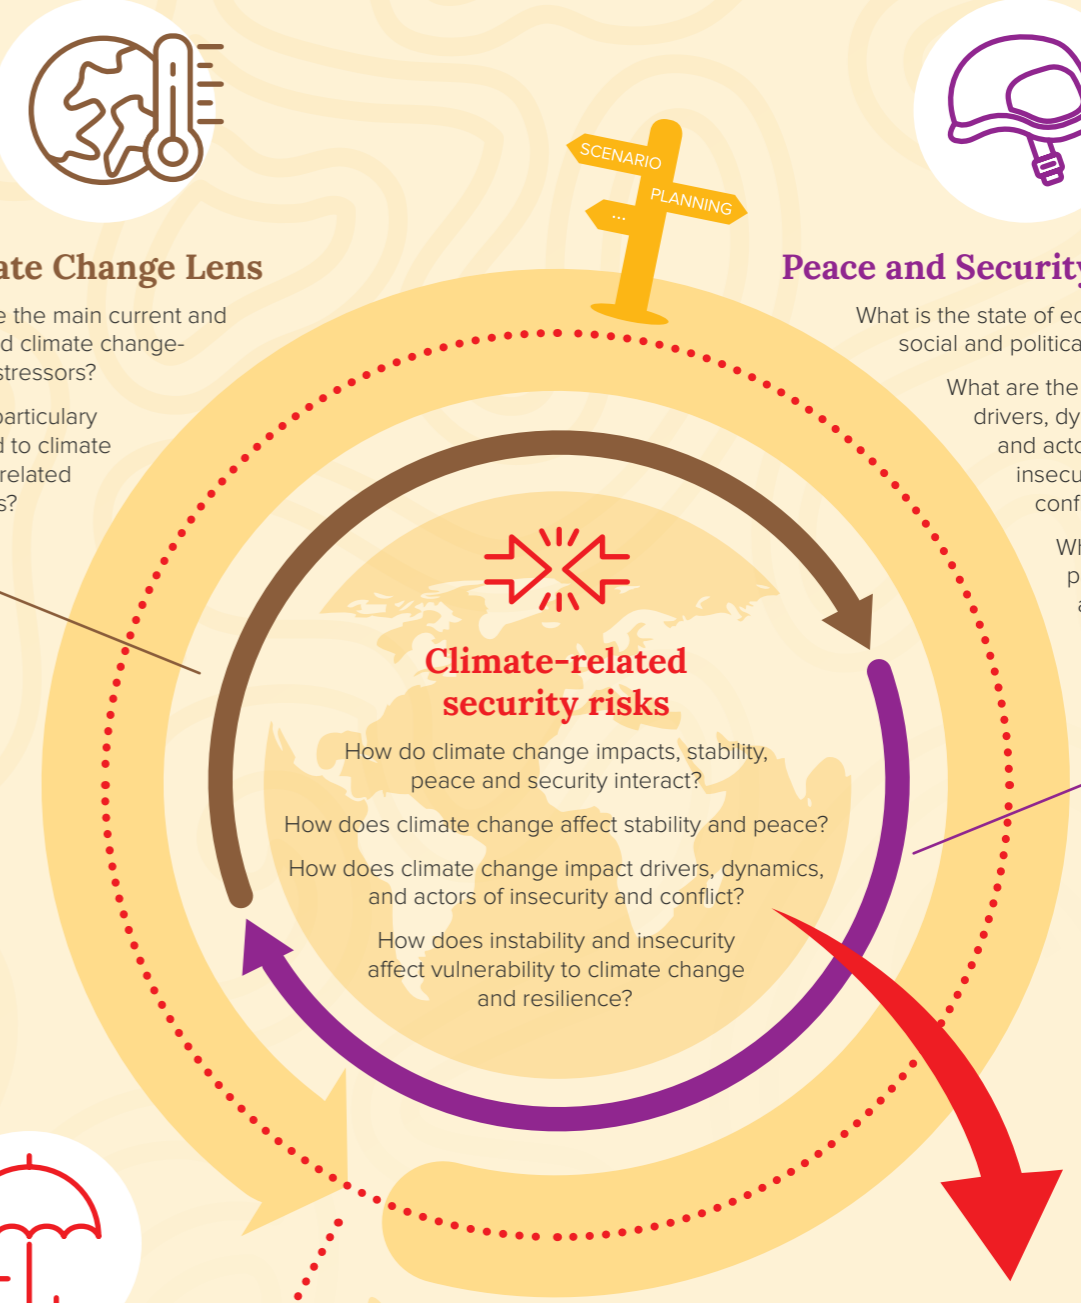 SCENARIO
PLANNING
...
ate Change Lens
e the main current and
d climate change-
stressors?
particulary
d to climate
related
s?
Peace and Security
What is the state of ec
social and politica
What are the
drivers, dy
and acto
insecu
conf
Wh
p
a
Climate-related
security risks
How do climate change impacts, stability,
peace and security interact?
How does climate change affect stability and peace?
How does climate change impact drivers, dynamics,
and actors of insecurity and conflict?
How does instability and insecurity
affect vulnerability to climate change
and resilience?